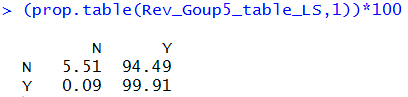 > (prop.table(Rev_Goup5_table_LS,1))*100
N Y
N 5.51 94.49
Y 0.09 99.91